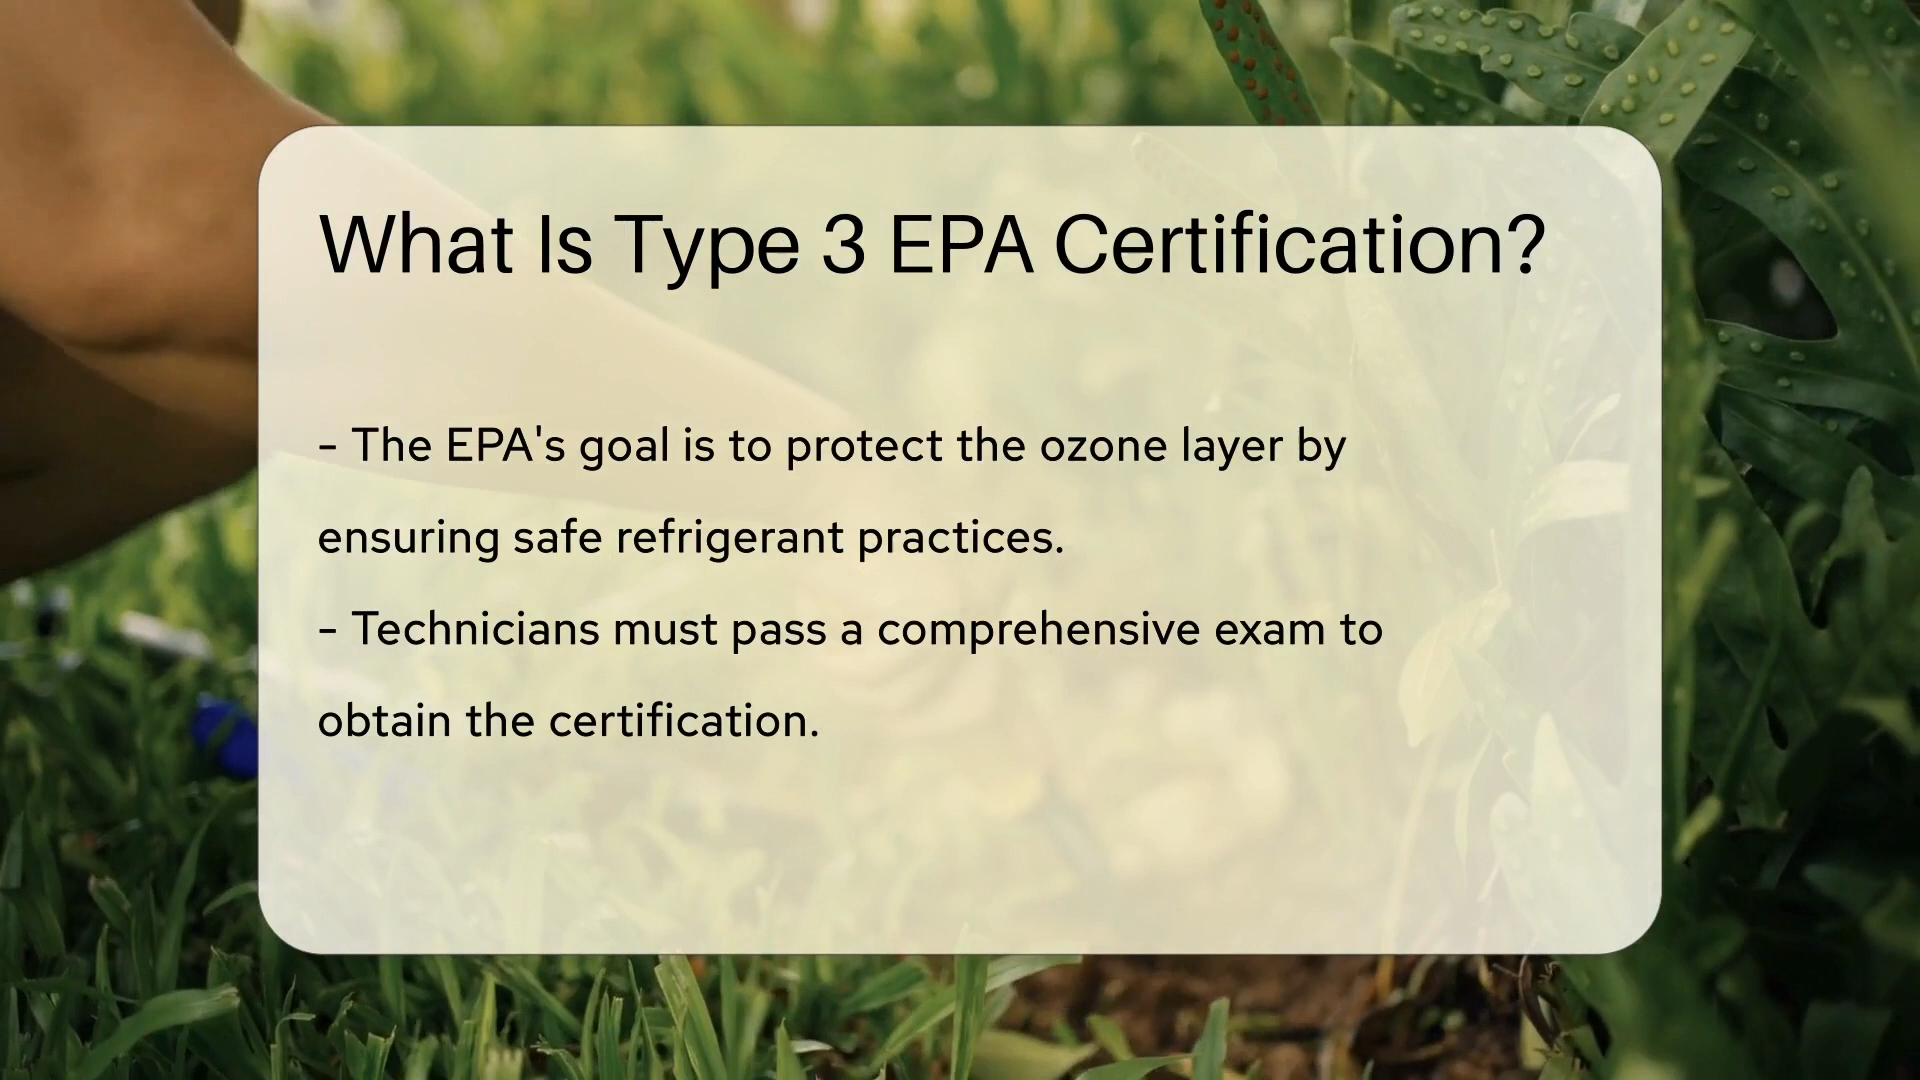 What Is Type 3 EPA Certification?
- The EPA's goal is to protect the ozone layer by
ensuring safe refrigerant practices.
- Technicians must pass a comprehensive exam to
obtain the certification.